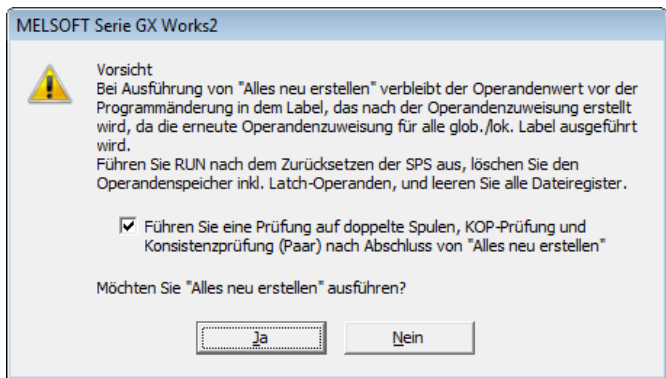 MELSOFT Serie GX Works2
Vorsicht
Bei Ausführung von "Alles neu erstellen" verbleibt der Operandenwert vor der
Programmänderung in dem Label, das nach der Operandenzuweisung erstellt
wird, da die erneute Operandenzuweisung für alle glob./lok. Label ausgeführt
wird.
Führen Sie RUN nach dem Zurücksetzen der SPS aus, löschen Sie den
Operandenspeicher inkl. Latch-Operanden, und leeren Sie alle Dateiregister.
Führen Sie eine Prüfung auf doppelte Spulen, KOP-Prüfung und
Konsistenzprüfung (Paar) nach Abschluss von "Alles neu erstellen"
Möchten Sie "Alles neu erstellen" ausführen?
Ja
Nein